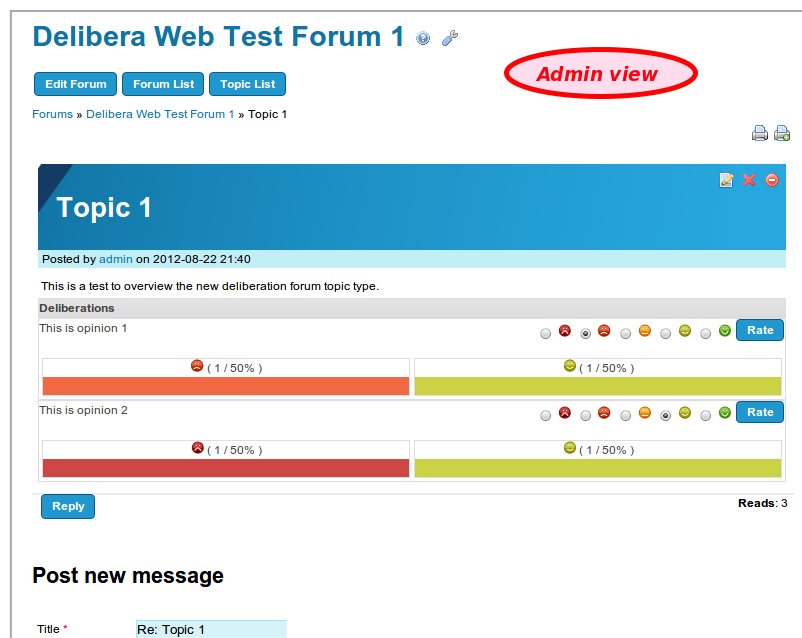 Delibera Web Test Forum 1
Admin view
Edit Forum Forum List Topic List
Forums » Delibera Web Test Forum 1 » Topic 1
Topic 1
Posted by admin on 2012-08-22 21:40
This is a test to overview the new deliberation forum topic type.
Deliberations
This is opinion 1 Rate
( 1 / 50% ) ( 1 / 50% )
This is opinion 2 Rate
( 1 / 50% ) ( 1 / 50% )
Reply Reads: 3
Post new message
Title * Re: Topic 1